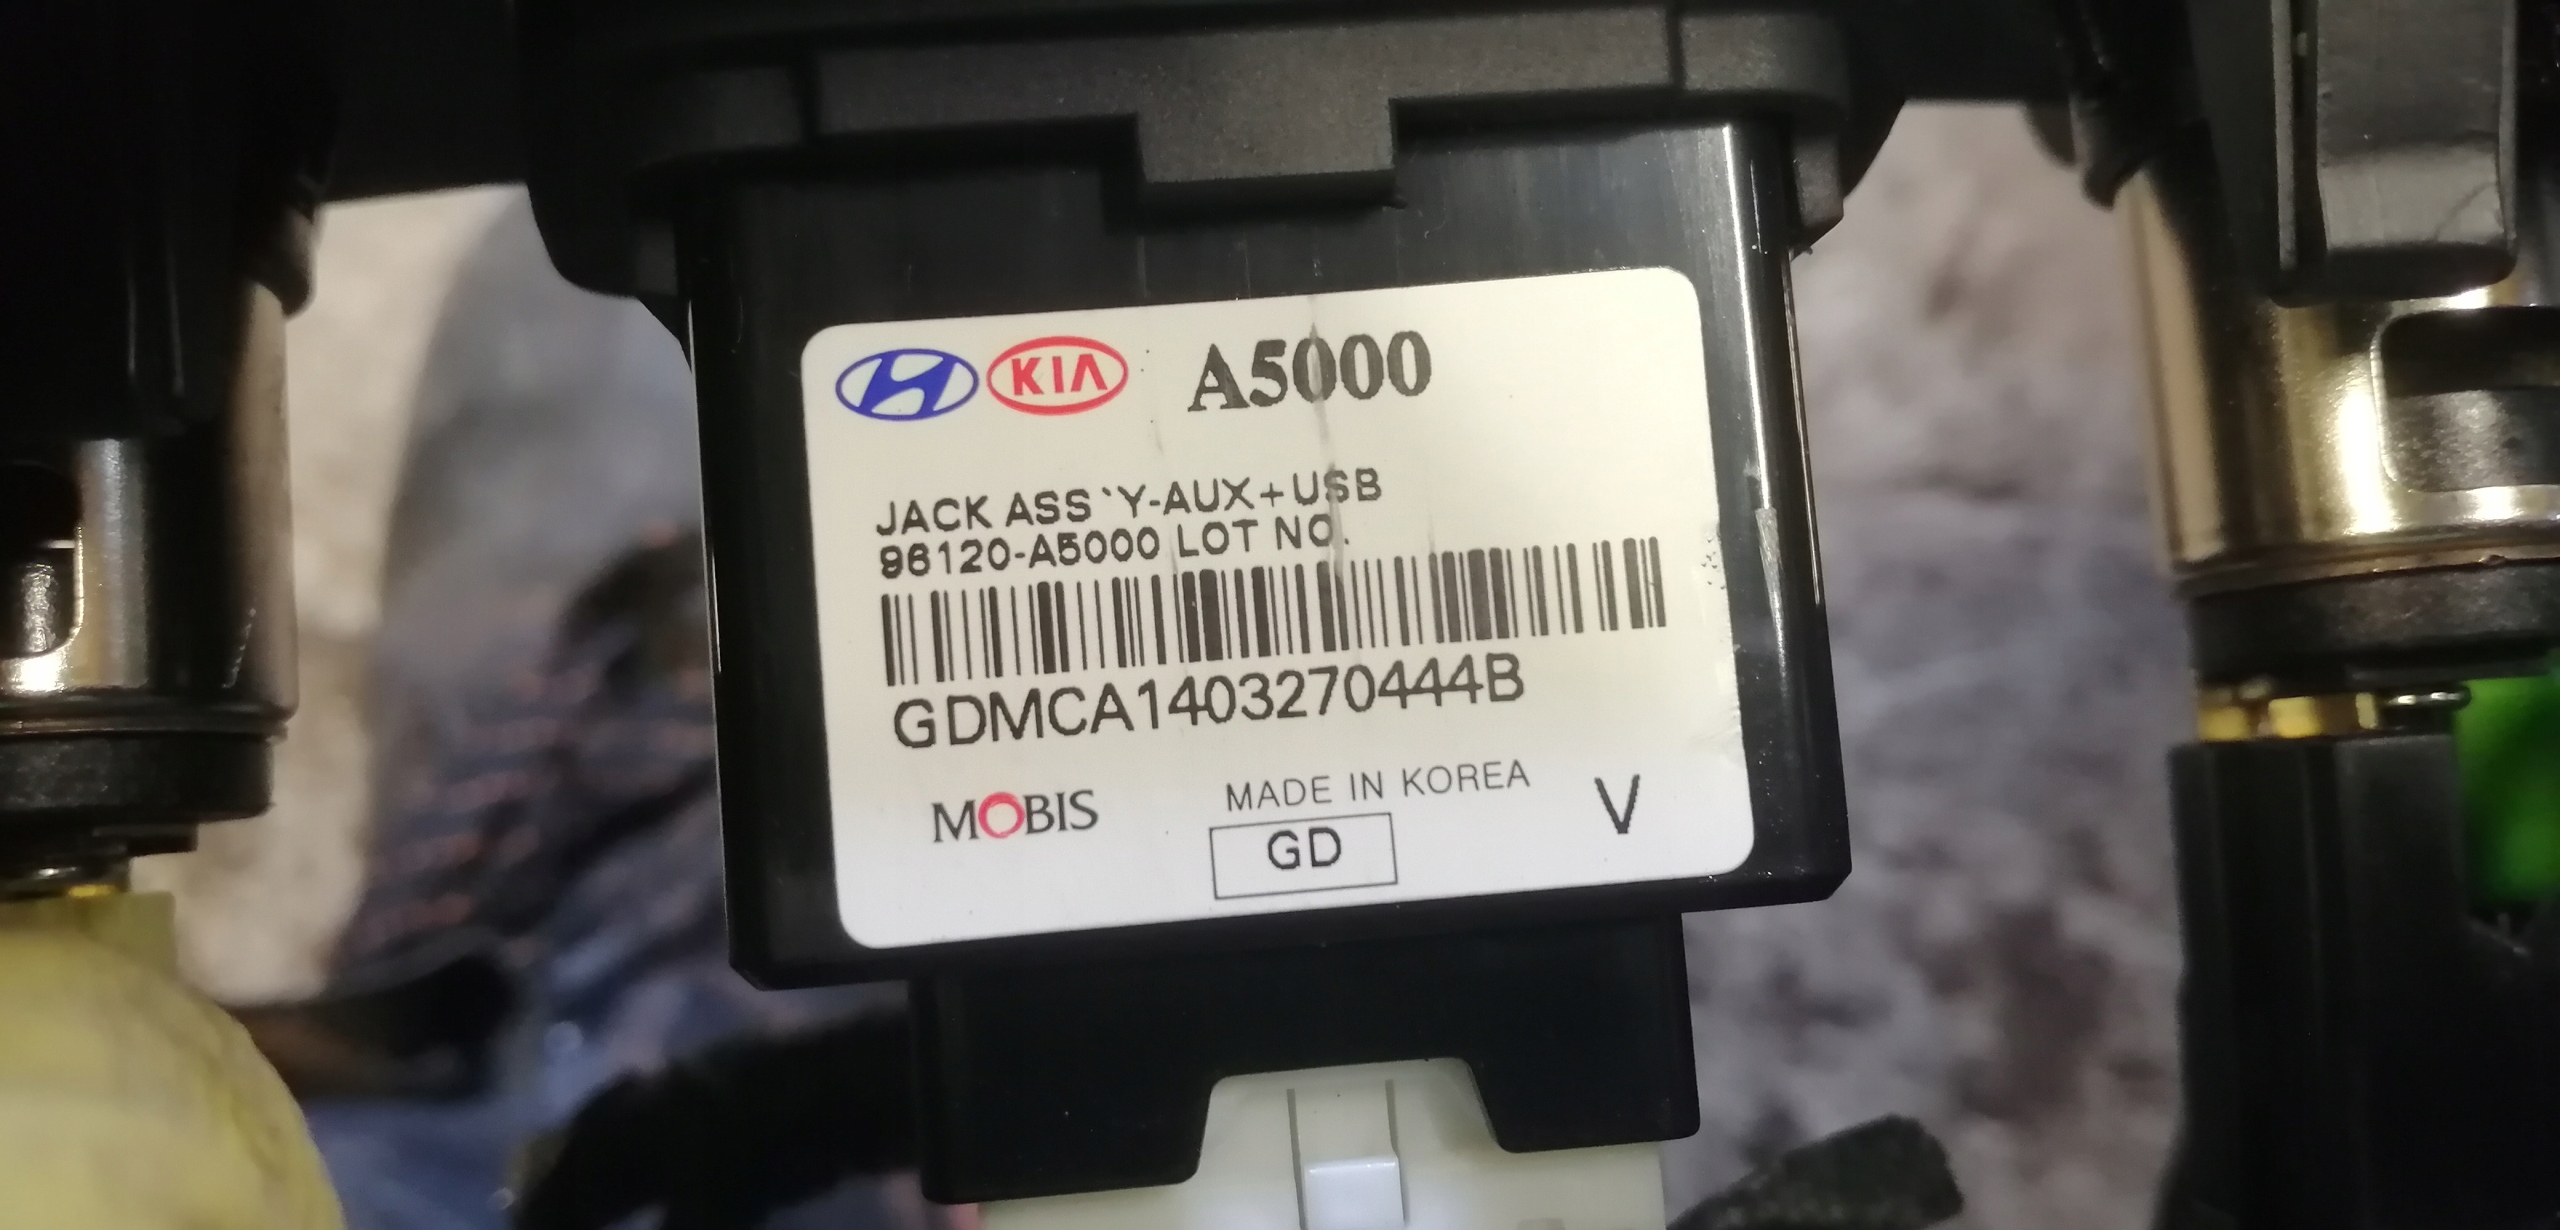 KIA A5000
JACK ASS`Y-AUX+USB
96120-A5000 LOT NO.
GDMCA1403270444B
MOBIS MADE IN KOREA
GD V